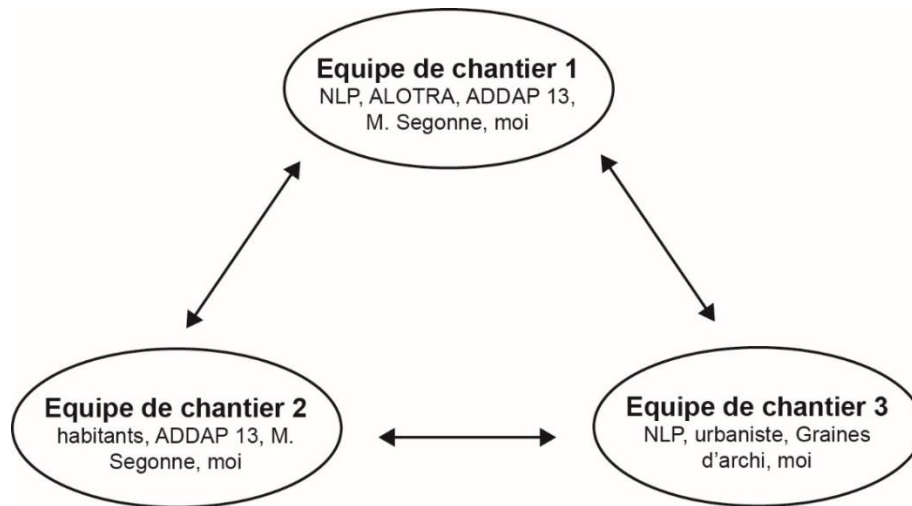 Equipe de chantier 1
NLP, ALOTRA, ADDAP 13,
M. Segonne, moi
Equipe de chantier 2
habitants, ADDAP 13, M.
Segonne, moi
Equipe de chantier 3
NLP, urbaniste, Graines
d'archi, moi